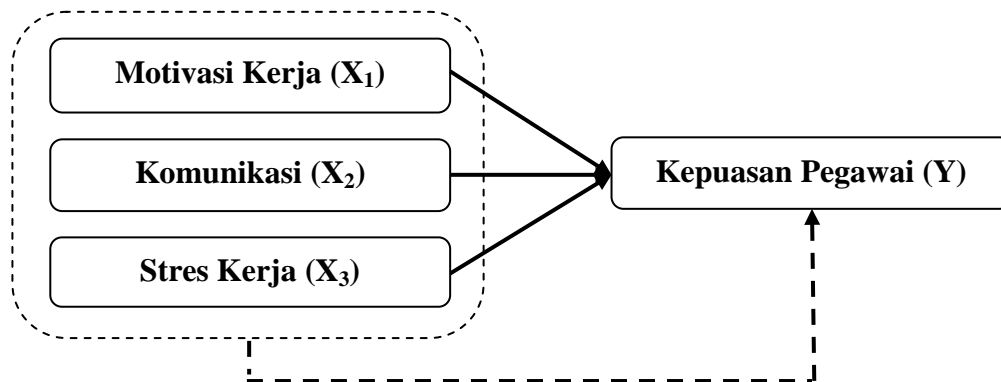 Motivasi Kerja (X₁)
Komunikasi (X₂)
Kepuasan Pegawai (Y)
Stres Kerja (X₃)